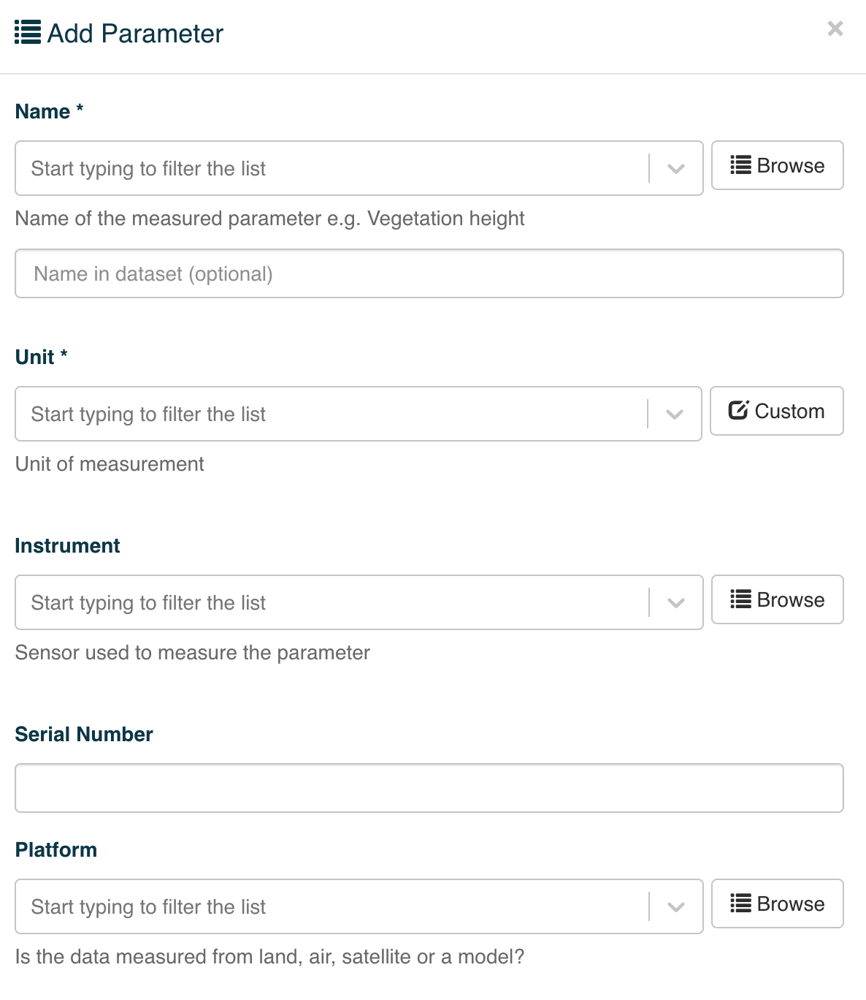 Add Parameter
Name *
Start typing to filter the list
Browse
Name of the measured parameter e.g. Vegetation height
Name in dataset (optional)
Unit *
Start typing to filter the list
Custom
Unit of measurement
Instrument
Start typing to filter the list
Browse
Sensor used to measure the parameter
Serial Number
Platform
Start typing to filter the list
Browse
Is the data measured from land, air, satellite or a model?